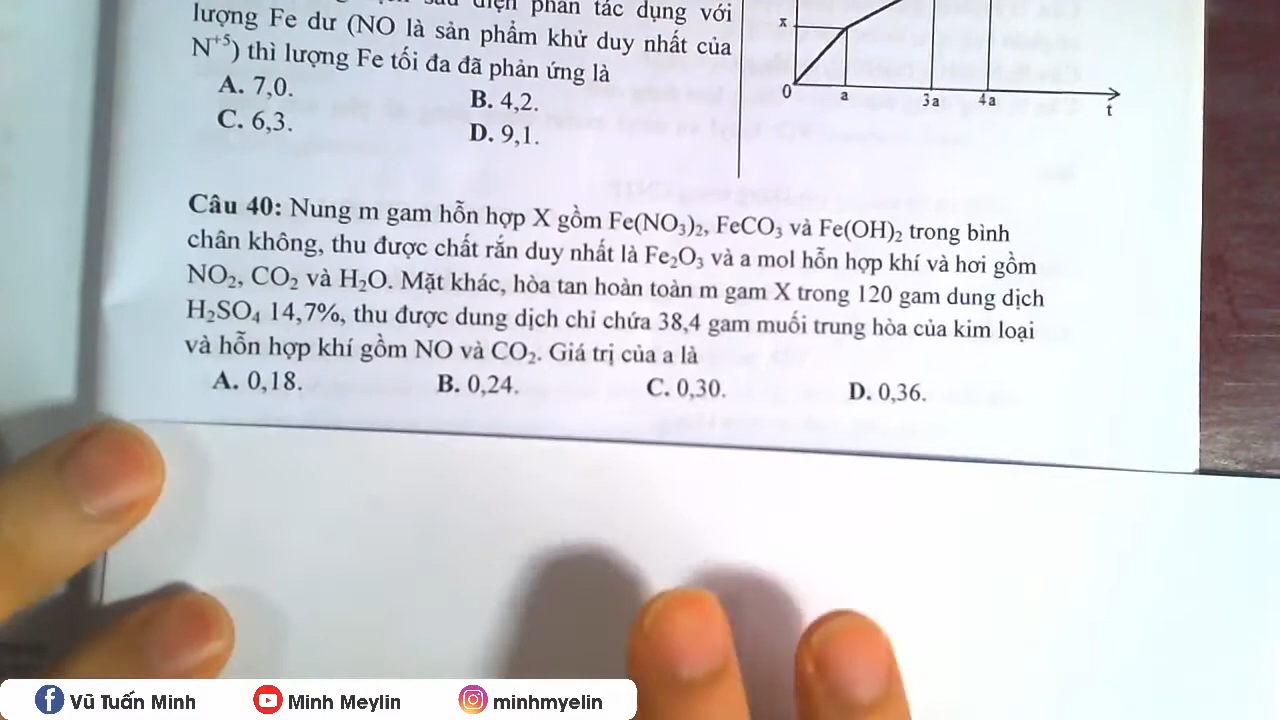 sau điện phân tác dụng với
lượng Fe dư (NO là sản phẩm khử duy nhất của
N⁺⁵) thì lượng Fe tối đa đã phản ứng là
A. 7,0.
B. 4,2.
C. 6,3.
D. 9,1.
x
0
a
3a
4a
t
Câu 40: Nung m gam hỗn hợp X gồm Fe(NO₃)₂, FeCO₃ và Fe(OH)₂ trong bình
chân không, thu được chất rắn duy nhất là Fe₂O₃ và a mol hỗn hợp khí và hơi gồm
NO₂, CO₂ và H₂O. Mặt khác, hòa tan hoàn toàn m gam X trong 120 gam dung dịch
H₂SO₄ 14,7%, thu được dung dịch chỉ chứa 38,4 gam muối trung hòa của kim loại
và hỗn hợp khí gồm NO và CO₂. Giá trị của a là
A. 0,18.
B. 0,24.
C. 0,30.
D. 0,36.
Vũ Tuấn Minh
Minh Meylin
minhmyelin